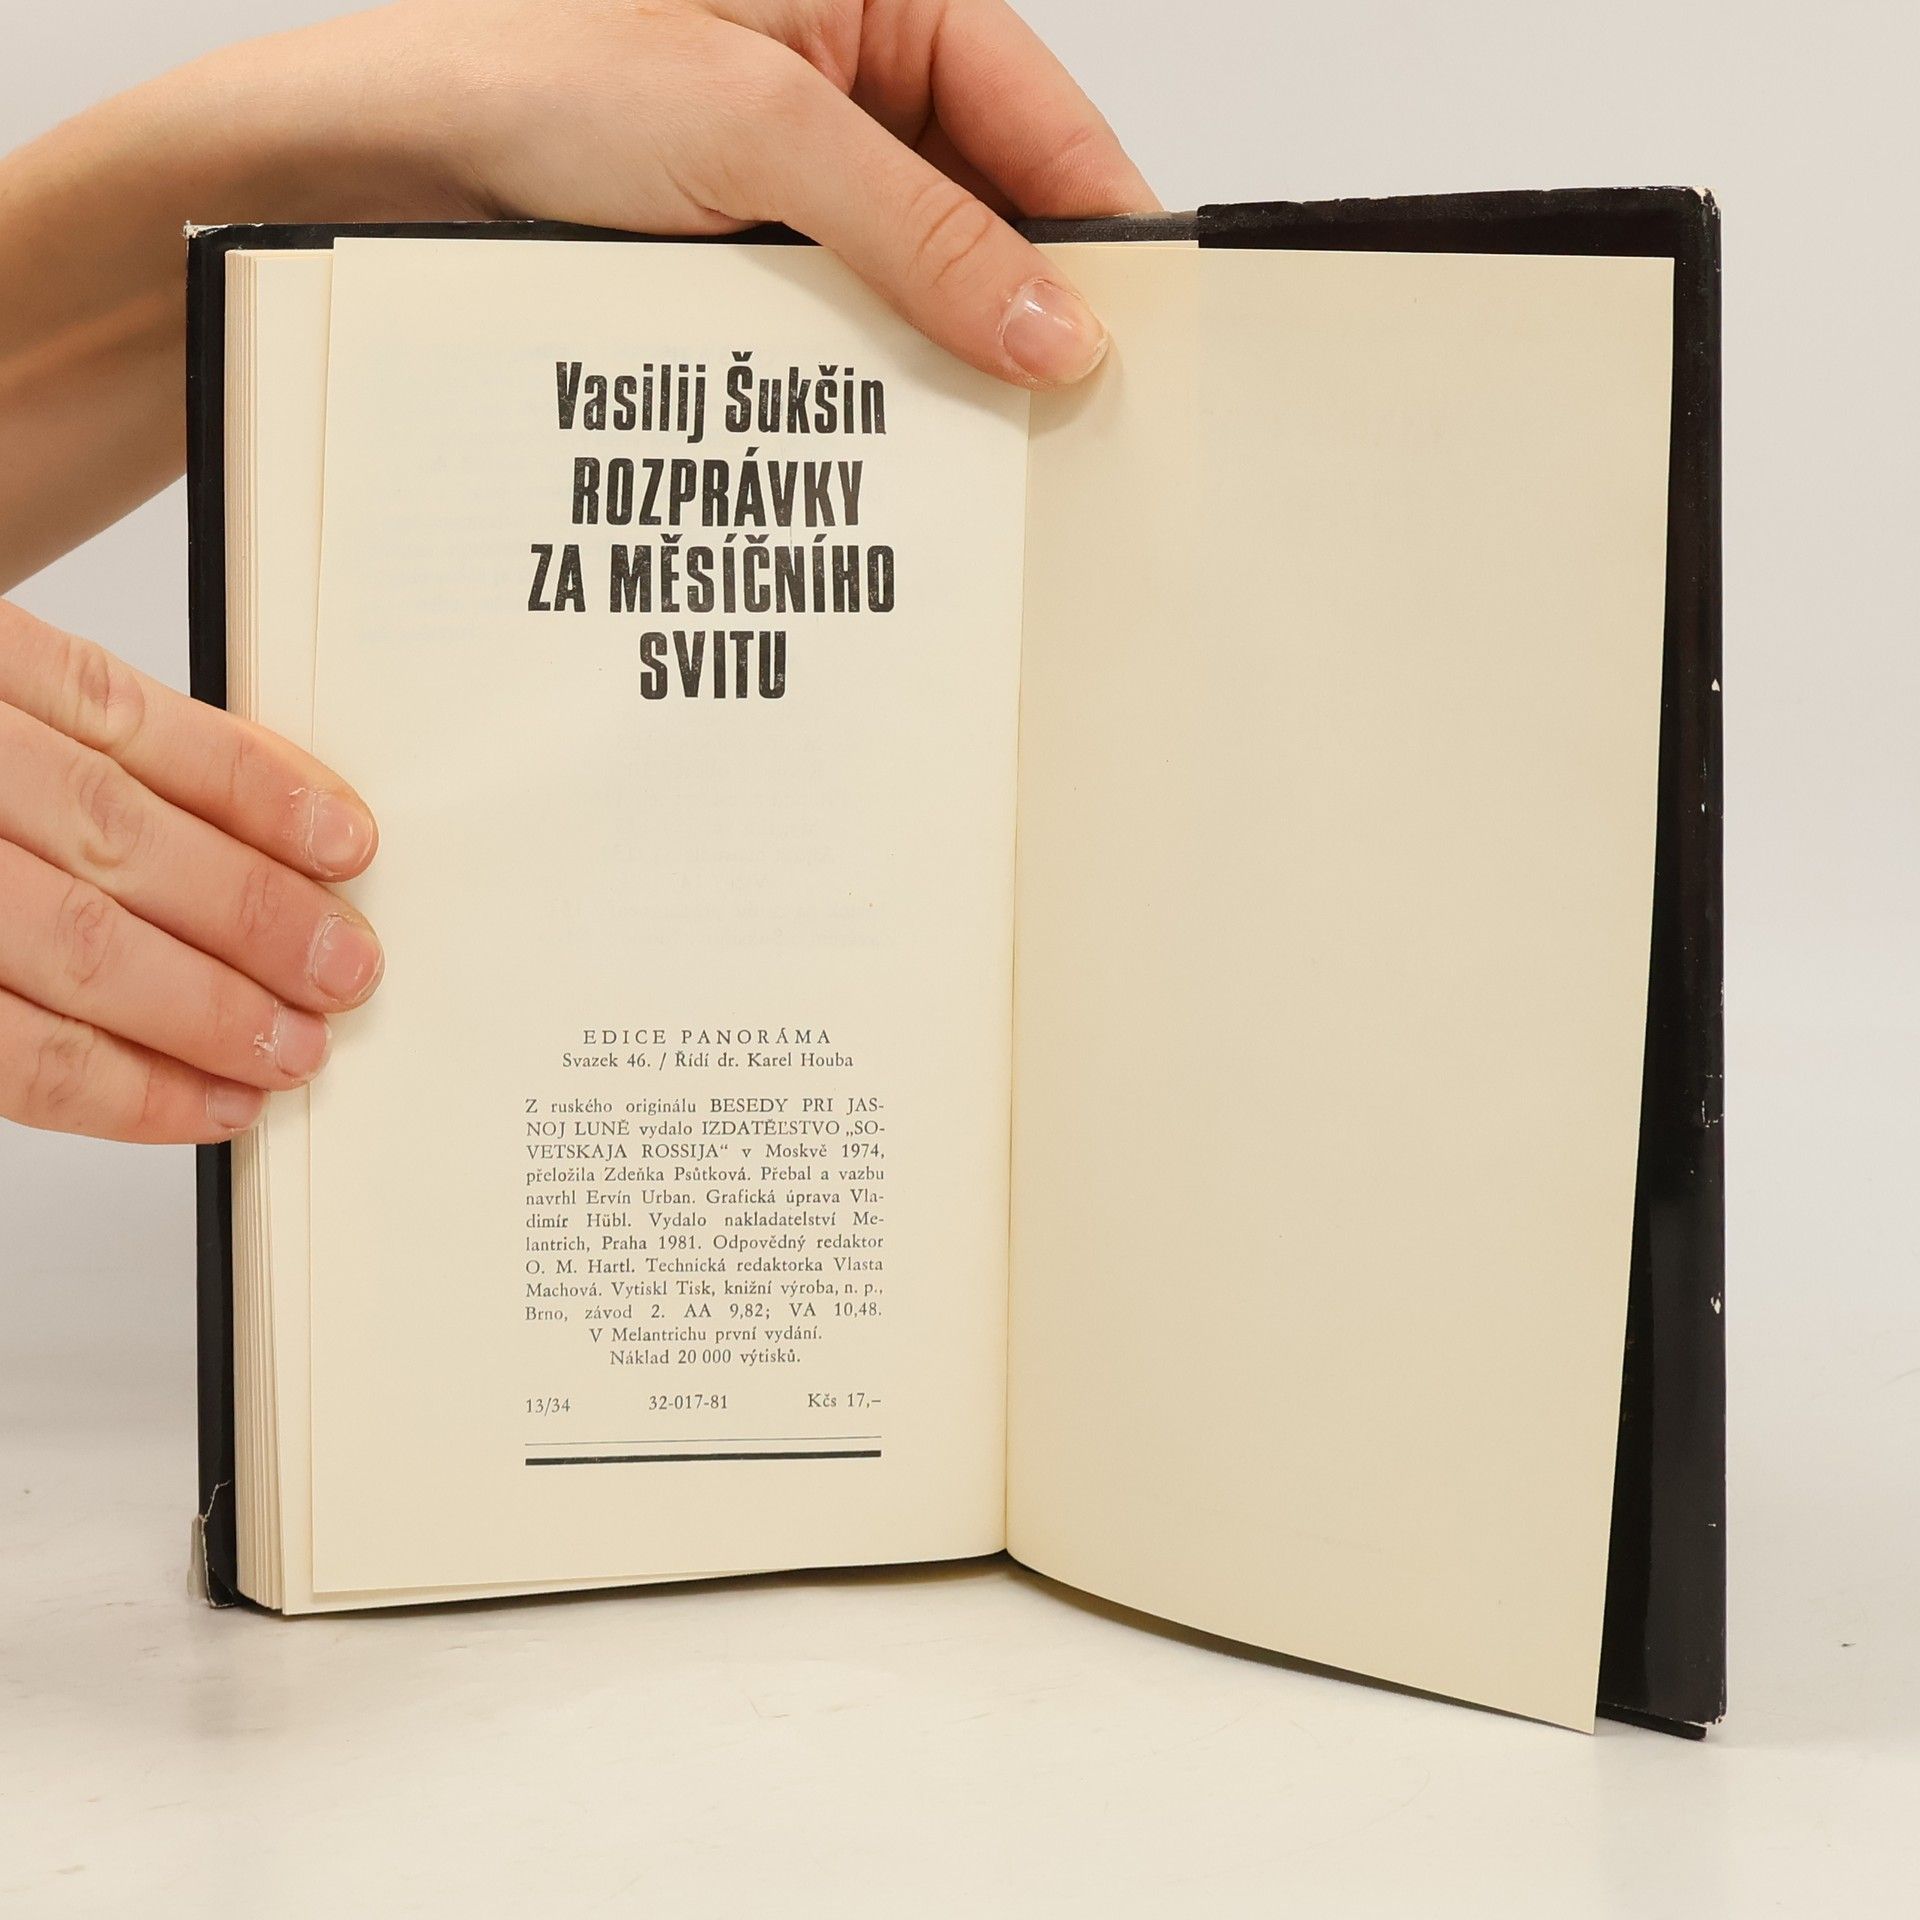 Vasilij Šukšin
ROZPRÁVKY
ZA MĚSÍČNÍHO
SVITU
EDICE PANORÁMA
Svazek 46. / Řídí dr. Karel Houba
Z ruského originálu BESEDY PRI JAS-
NOJ LUNĚ vydalo IZDATĚĽSTVO „SO-
VETSKAJA ROSSIJA“ v Moskvě 1974,
přeložila Zdeňka Psůtková. Přebal a vazbu
navrhl Ervín Urban. Grafická úprava Vla-
dimír Hübl. Vydalo nakladatelství Me-
lantrich, Praha 1981. Odpovědný redaktor
O. M. Hartl. Technická redaktorka Vlasta
Machová. Vytiskl Tisk, knižní výroba, n. p.,
Brno, závod 2. AA 9,82; VA 10,48.
V Melantrichu první vydání.
Náklad 20 000 výtisků.
13/34 32-017-81 Kčs 17,–